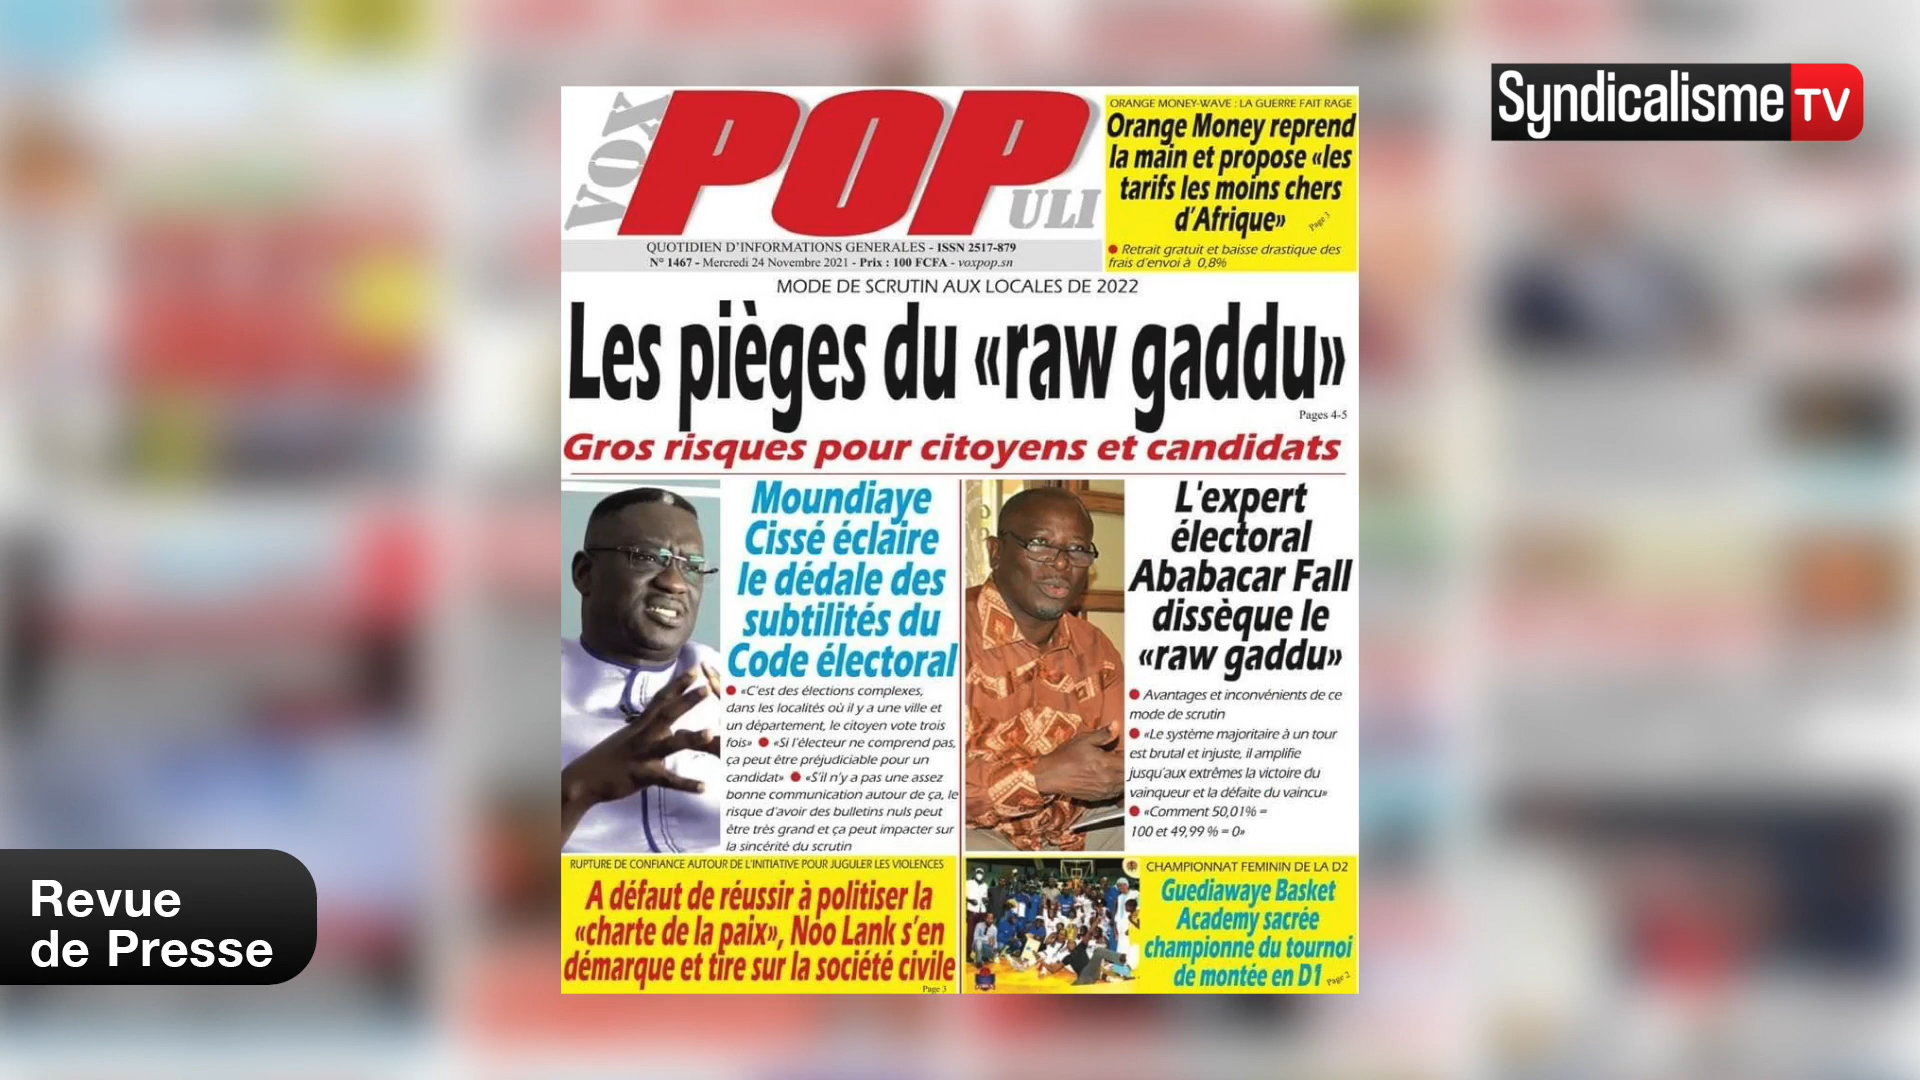 Syndicalisme TV
VOX
POP
ULI
QUOTIDIEN D'INFORMATIONS GENERALES - ISSN 2517-879
N° 1467 - Mercredi 24 Novembre 2021 - Prix : 100 FCFA - voxpop.sn
ORANGE MONEY-WAVE : LA GUERRE FAIT RAGE
Orange Money reprend
la main et propose «les
tarifs les moins chers
d'Afrique»
Page 3
● Retrait gratuit et baisse drastique des
frais d'envoi à 0,8%
MODE DE SCRUTIN AUX LOCALES DE 2022
Les pièges du «raw gaddu»
Pages 4-5
Gros risques pour citoyens et candidats
Moundiaye
Cissé éclaire
le dédale des
subtilités du
Code électoral
● «C'est des élections complexes,
dans les localités où il y a une ville et
un département, le citoyen vote trois
fois» ● «Si l'électeur ne comprend pas,
ça peut être préjudiciable pour un
candidat» ● «S'il n'y a pas une assez
bonne communication autour de ça, le
risque d'avoir des bulletins nuls peut
être très grand et ça peut impacter sur
la sincérité du scrutin
L'expert
électoral
Ababacar Fall
dissèque le
«raw gaddu»
● Avantages et inconvénients de ce
mode de scrutin
● «Le système majoritaire à un tour
est brutal et injuste, il amplifie
jusqu'aux extrêmes la victoire du
vainqueur et la défaite du vaincu»
● «Comment 50,01% =
100 et 49,99 % = 0»
RUPTURE DE CONFIANCE AUTOUR DE L'INITIATIVE POUR JUGULER LES VIOLENCES
A défaut de réussir à politiser la
«charte de la paix», Noo Lank s'en
démarque et tire sur la société civile
Page 3
CHAMPIONNAT FEMININ DE LA D2
Guediawaye Basket
Academy sacrée
championne du tournoi
de montée en D1
Page 2
Revue
de Presse